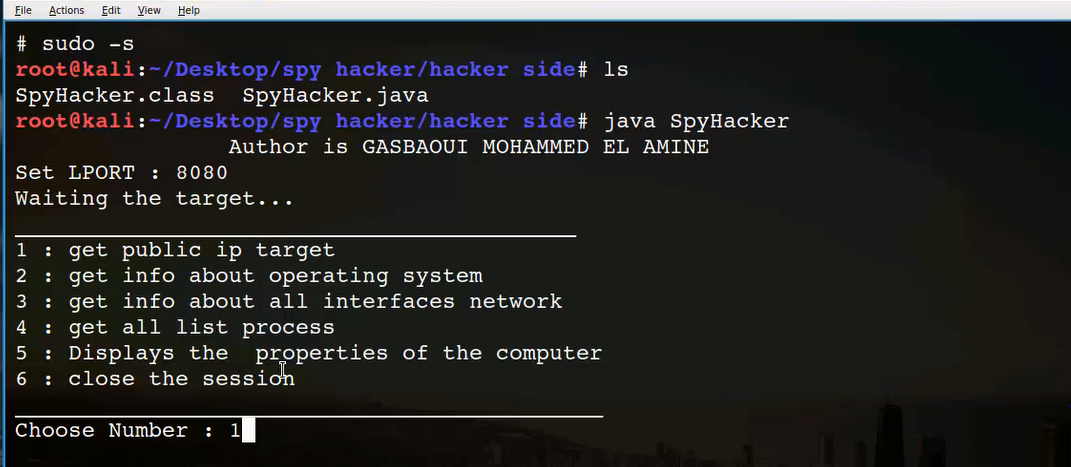 File Actions Edit View Help
# sudo -s
root@kali:~/Desktop/spy hacker/hacker side# ls
SpyHacker.class  SpyHacker.java
root@kali:~/Desktop/spy hacker/hacker side# java SpyHacker
Author is GASBAOUI MOHAMMED EL AMINE
Set LPORT : 8080
Waiting the target...
1 : get public ip target
2 : get info about operating system
3 : get info about all interfaces network
4 : get all list process
5 : Displays the  properties of the computer
6 : close the session
Choose Number : 1